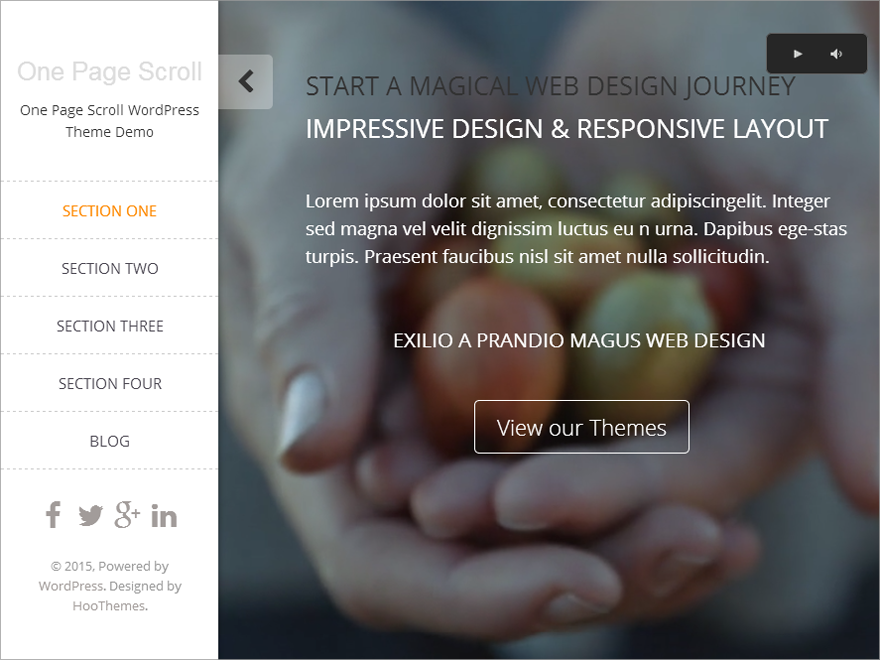 One Page Scroll
One Page Scroll WordPress
Theme Demo
SECTION ONE
SECTION TWO
SECTION THREE
SECTION FOUR
BLOG
© 2015, Powered by
WordPress. Designed by
HooThemes.
START A MAGICAL WEB DESIGN JOURNEY
IMPRESSIVE DESIGN & RESPONSIVE LAYOUT
Lorem ipsum dolor sit amet, consectetur adipiscingelit. Integer
sed magna vel velit dignissim luctus eu n urna. Dapibus ege-stas
turpis. Praesent faucibus nisl sit amet nulla sollicitudin.
EXILIO A PRANDIO MAGUS WEB DESIGN
View our Themes